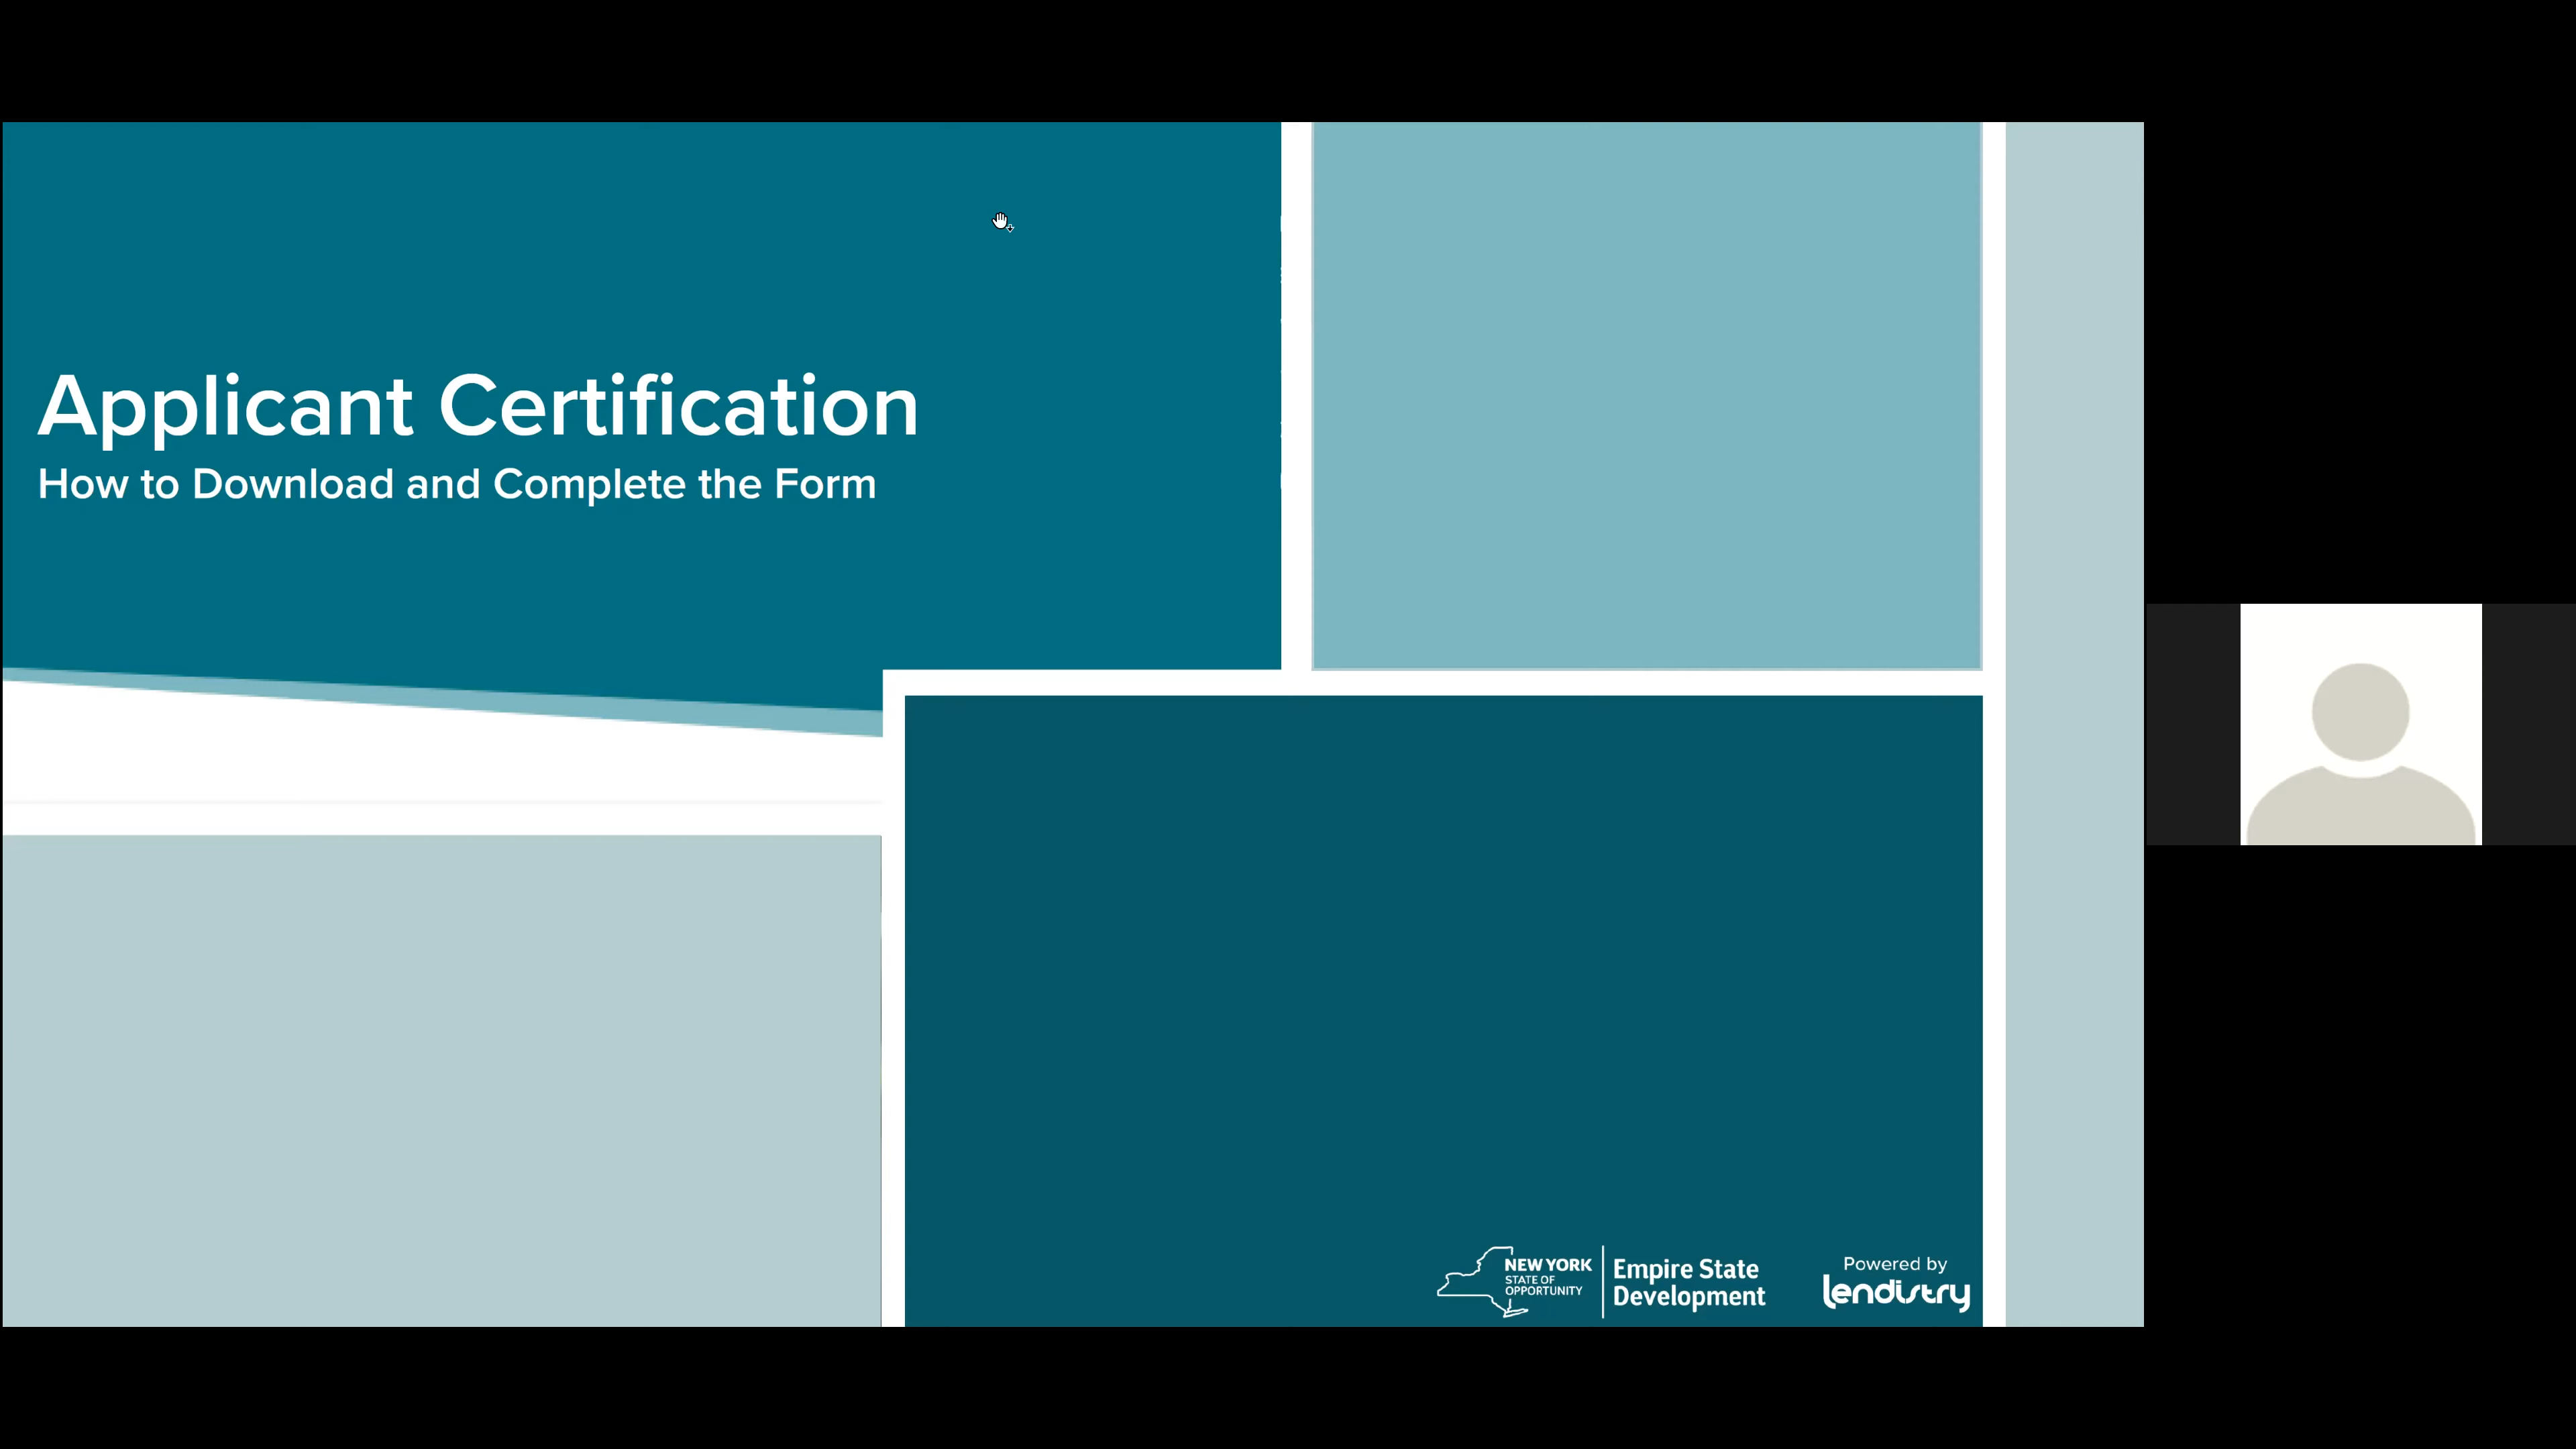 Applicant Certification
How to Download and Complete the Form
NEW YORK
STATE OF
OPPORTUNITY
Empire State
Development
Powered by
lendistry